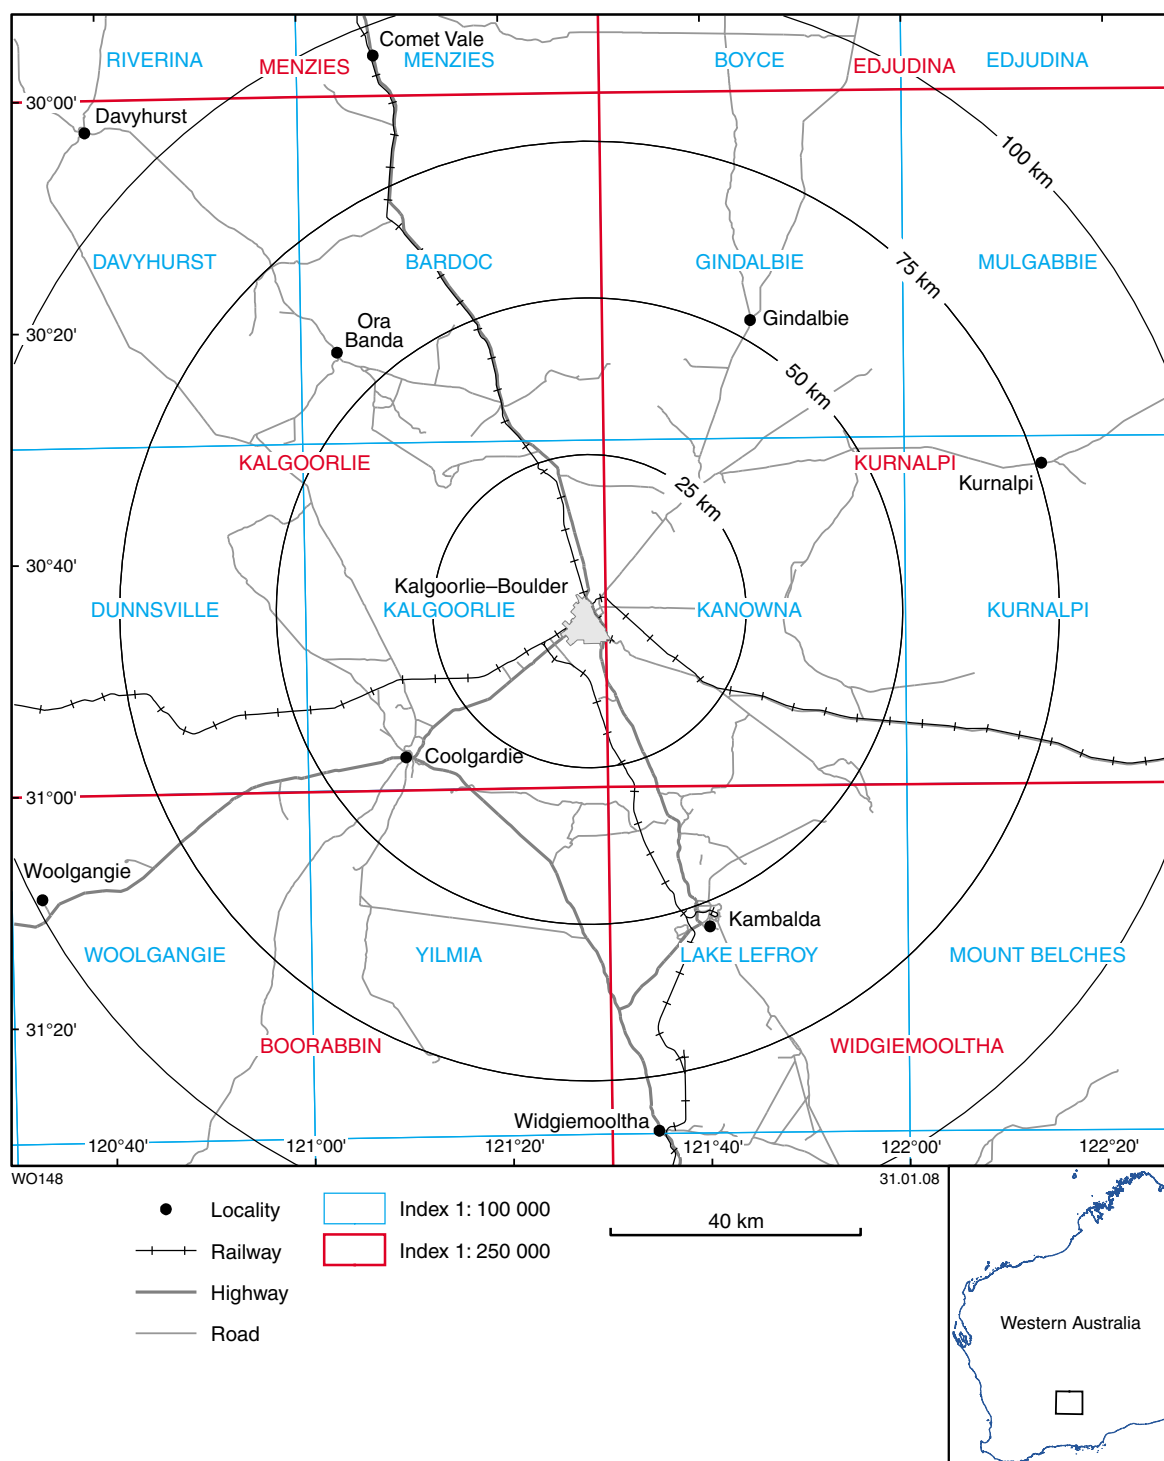 Comet Vale
RIVERINA
MENZIES
MENZIES
BOYCE
EDJUDINA
EDJUDINA
30°00'
Davyhurst
100 km
DAVYHURST
BARDOC
GINDALBIE
75 km
MULGABBIE
30°20'
Ora
Banda
Gindalbie
50 km
KALGOORLIE
KURNALPI
Kurnalpi
25 km
30°40'
Kalgoorlie–Boulder
DUNNSVILLE
KALGOORLIE
KANOWNA
KURNALPI
Coolgardie
31°00'
Woolgangie
Kambalda
WOOLGANGIE
YILMIA
LAKE LEFROY
MOUNT BELCHES
31°20'
BOORABBIN
WIDGIEMOOLTHA
Widgiemooltha
120°40'
121°00'
121°20'
121°40'
122°00'
122°20'
WO148
31.01.08
Locality
Index 1: 100 000
40 km
Railway
Index 1: 250 000
Highway
Road
Western Australia